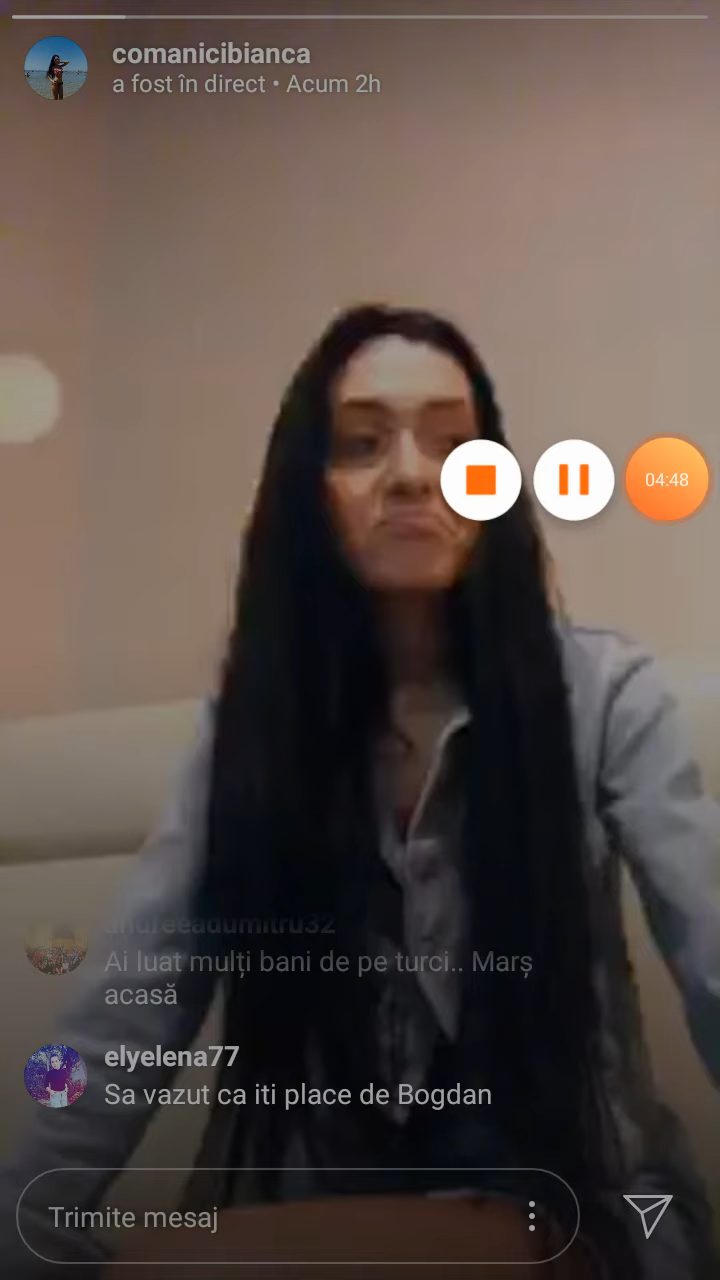 comanicibianca
a fost în direct • Acum 2h
04:48
andreeadumitru32
Ai luat mulți bani de pe turci.. Marș
acasă
elyelena77
Sa vazut ca iti place de Bogdan
Trimite mesaj